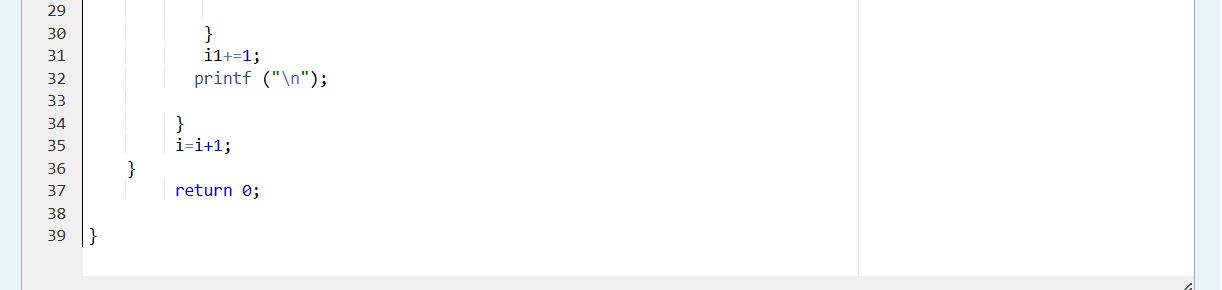 29
30 }
31 i1+=1;
32 printf ("\n");
33
34 }
35 i=i+1;
36 }
37 return 0;
38
39 }